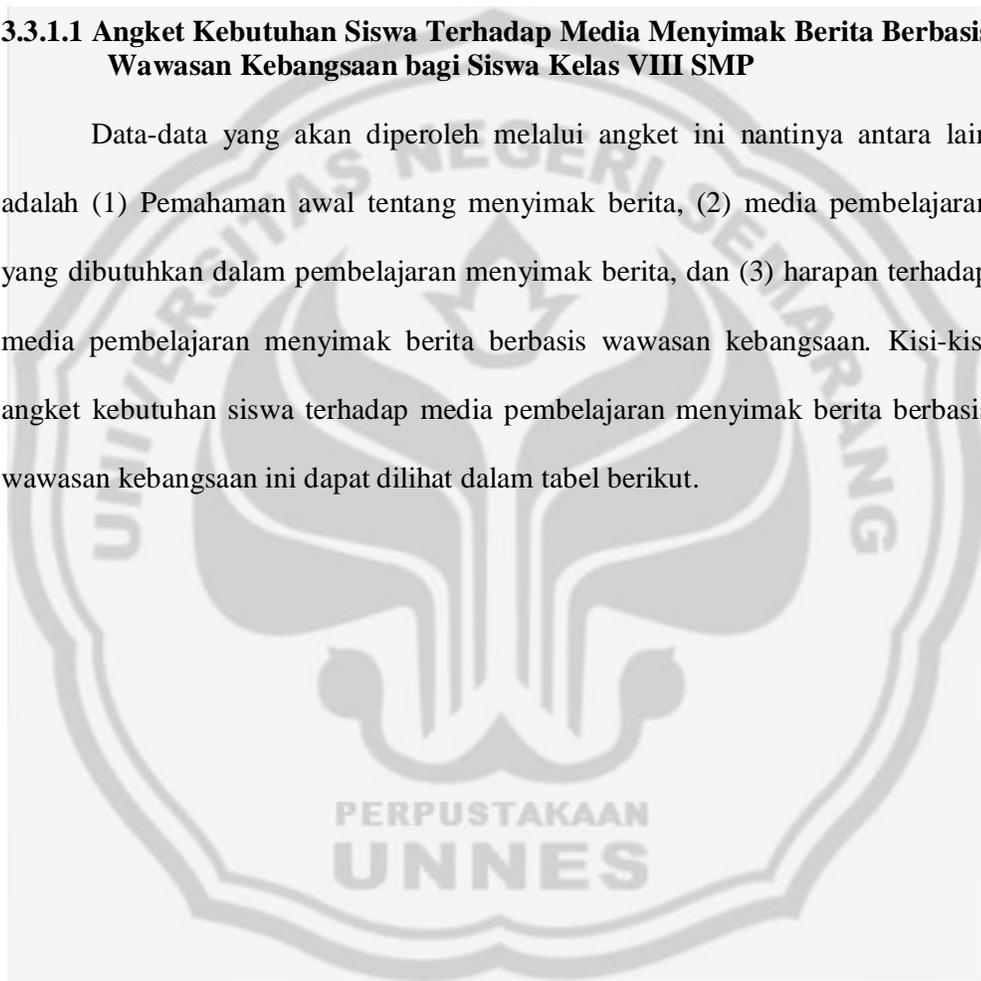 3.3.1.1 Angket Kebutuhan Siswa Terhadap Media Menyimak Berita Berbasis
Wawasan Kebangsaan bagi Siswa Kelas VIII SMP
Data-data yang akan diperoleh melalui angket ini nantinya antara lain
adalah (1) Pemahaman awal tentang menyimak berita, (2) media pembelajaran
yang dibutuhkan dalam pembelajaran menyimak berita, dan (3) harapan terhadap
media pembelajaran menyimak berita berbasis wawasan kebangsaan. Kisi-kisi
angket kebutuhan siswa terhadap media pembelajaran menyimak berita berbasis
wawasan kebangsaan ini dapat dilihat dalam tabel berikut.
UNIVERSITAS NEGERI SEMARANG
PERPUSTAKAAN
UNNES